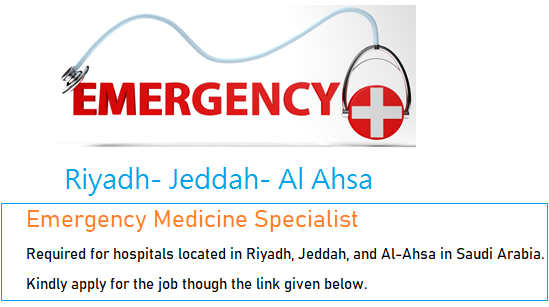 EMERGENCY
Riyadh- Jeddah- Al Ahsa
Emergency Medicine Specialist
Required for hospitals located in Riyadh, Jeddah, and Al-Ahsa in Saudi Arabia.
Kindly apply for the job though the link given below.